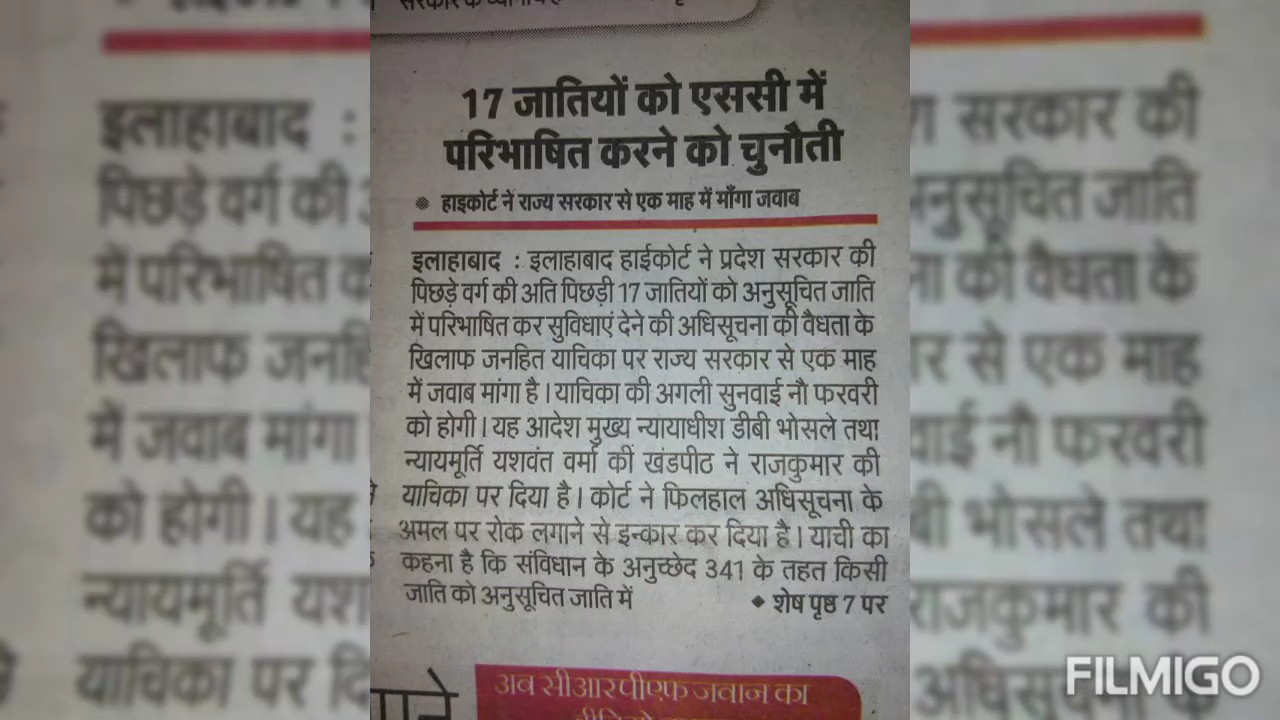 17 जातियों को एससी में
परिभाषित करने को चुनौती
हाइकोर्ट ने राज्य सरकार से एक माह में माँगा जवाब
इलाहाबाद : इलाहाबाद हाईकोर्ट ने प्रदेश सरकार की
पिछड़े वर्ग की अति पिछड़ी 17 जातियों को अनुसूचित जाति
में परिभाषित कर सुविधाएं देने की अधिसूचना की वैधता के
खिलाफ जनहित याचिका पर राज्य सरकार से एक माह
में जवाब मांगा है। याचिका की अगली सुनवाई नौ फरवरी
को होगी। यह आदेश मुख्य न्यायाधीश डीबी भोसले तथा
न्यायमूर्ति यशवंत वर्मा की खंडपीठ ने राजकुमार की
याचिका पर दिया है। कोर्ट ने फिलहाल अधिसूचना के
अमल पर रोक लगाने से इन्कार कर दिया है। याची का
कहना है कि संविधान के अनुच्छेद 341 के तहत किसी
जाति को अनुसूचित जाति में
◆ शेष पृष्ठ 7 पर
अब सीआरपीएफ जवान का
FILMIGO